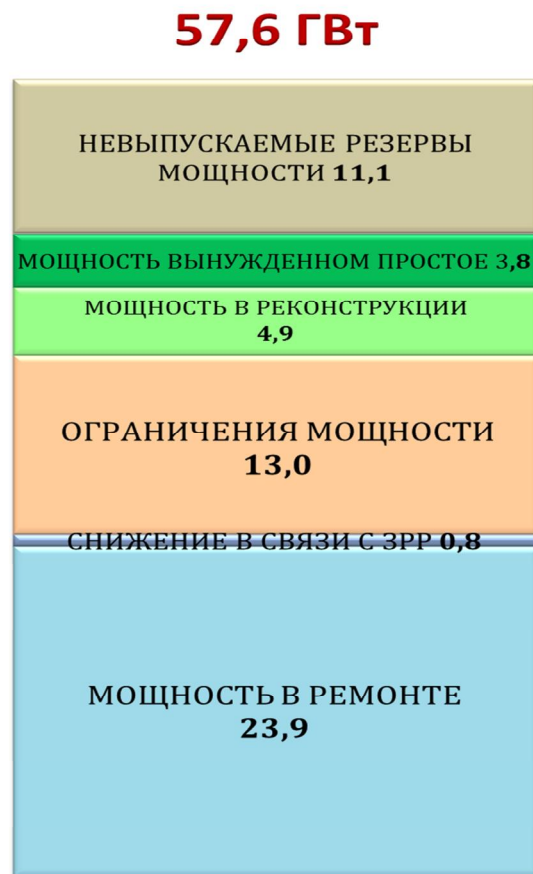 57,6 ГВт
НЕВЫПУСКАЕМЫЕ РЕЗЕРВЫ
МОЩНОСТИ 11,1
МОЩНОСТЬ ВЫНУЖДЕННОМ ПРОСТОЕ 3,8
МОЩНОСТЬ В РЕКОНСТРУКЦИИ
4,9
ОГРАНИЧЕНИЯ МОЩНОСТИ
13,0
СНИЖЕНИЕ В СВЯЗИ С ЗРР 0,8
МОЩНОСТЬ В РЕМОНТЕ
23,9